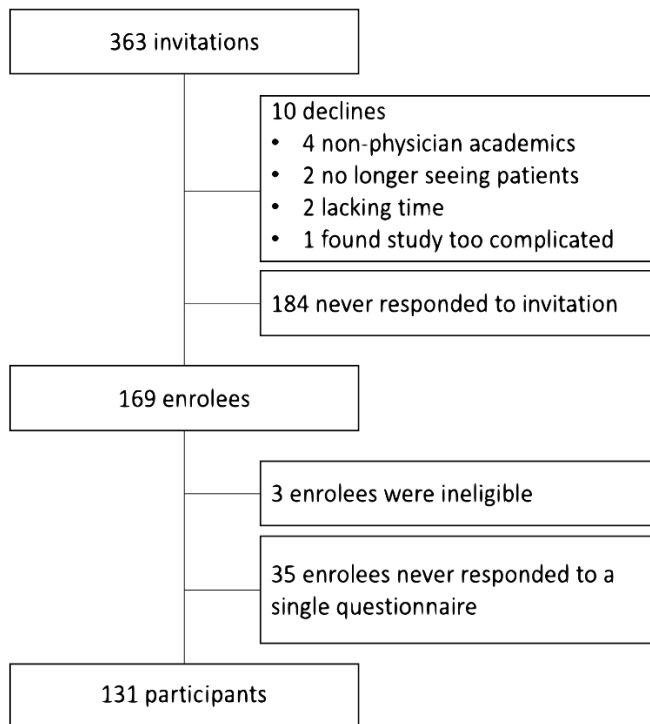 363 invitations
10 declines
• 4 non-physician academics
• 2 no longer seeing patients
• 2 lacking time
• 1 found study too complicated
184 never responded to invitation
169 enrolees
3 enrolees were ineligible
35 enrolees never responded to a
single questionnaire
131 participants